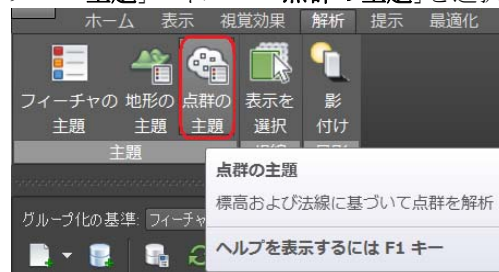 ホーム 表示 視覚効果 解析 提示 最適化
フィーチャの 地形の 点群の 表示を 影
主題 主題 主題 選択 付け
主題
点群の主題
標高および法線に基づいて点群を解析
ヘルプを表示するには F1 キー
グループ化の基準: フィーチャ